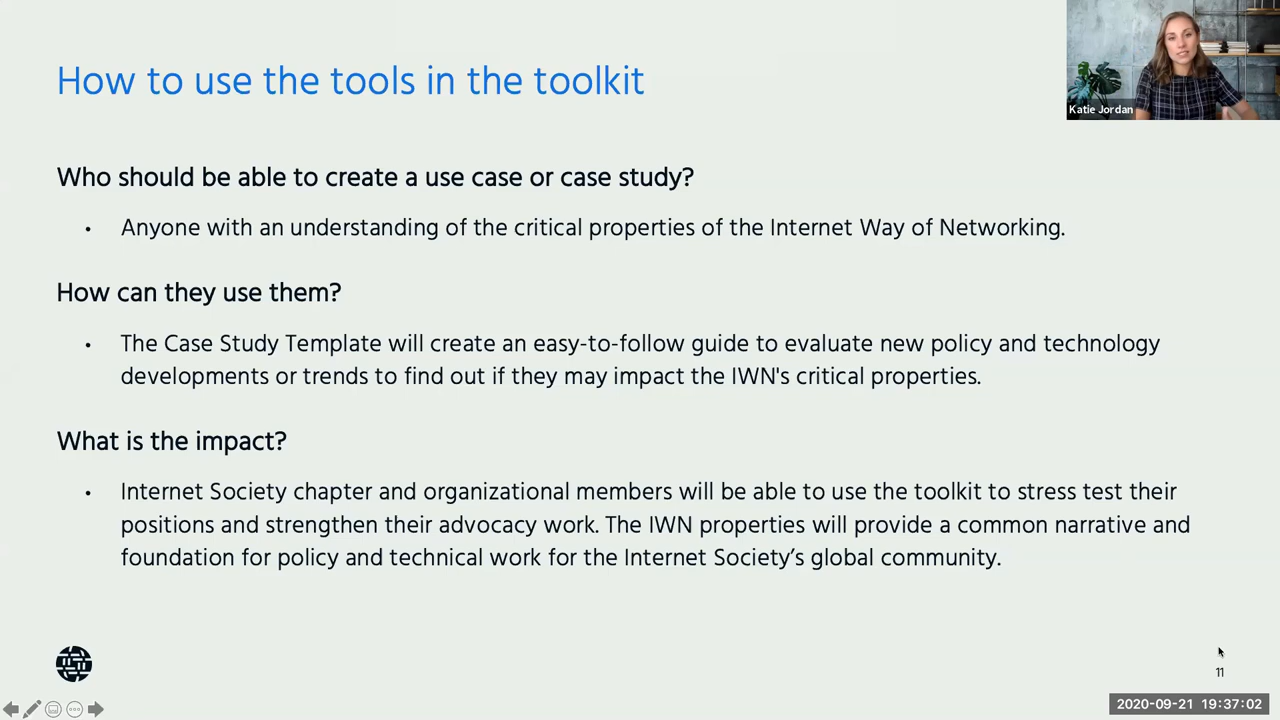 How to use the tools in the toolkit
Katie Jordan
Who should be able to create a use case or case study?
• Anyone with an understanding of the critical properties of the Internet Way of Networking.
How can they use them?
• The Case Study Template will create an easy-to-follow guide to evaluate new policy and technology
developments or trends to find out if they may impact the IWN's critical properties.
What is the impact?
• Internet Society chapter and organizational members will be able to use the toolkit to stress test their
positions and strengthen their advocacy work. The IWN properties will provide a common narrative and
foundation for policy and technical work for the Internet Society’s global community.
11
2020-09-21 19:37:02